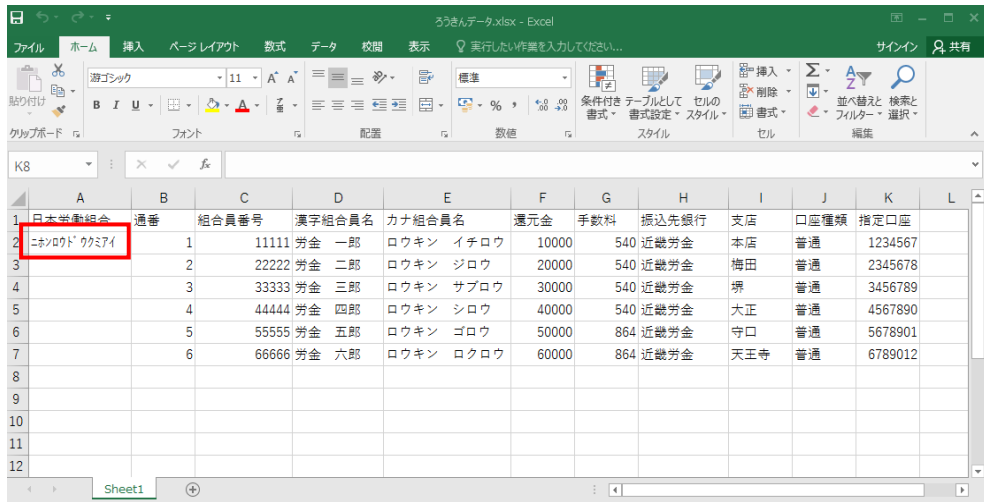 ろうきんデータ.xlsx - Excel
ファイル ホーム 挿入 ページ レイアウト 数式 データ 校閲 表示 実行したい作業を入力してください... サインイン 共有
貼り付け
游ゴシック 11 A A
B I U A
標準
% , .0 .00 .00 .0
条件付き書式 テーブルとして書式設定 セルのスタイル
挿入
削除
書式
Σ
並べ替えとフィルター 検索と選択
クリップボード フォント 配置 数値 スタイル セル 編集
K8 fx
A B C D E F G H I J K L
1 日本労働組合 通番 組合員番号 漢字組合員名 カナ組合員名 還元金 手数料 振込先銀行 支店 口座種類 指定口座
2 ﾆﾎﾝﾛｳﾄﾞｳｸﾐｱｲ 1 11111 労金 一郎 ロウキン イチロウ 10000 540 近畿労金 本店 普通 1234567
3 2 22222 労金 二郎 ロウキン ジロウ 20000 540 近畿労金 梅田 普通 2345678
4 3 33333 労金 三郎 ロウキン サブロウ 30000 540 近畿労金 堺 普通 3456789
5 4 44444 労金 四郎 ロウキン シロウ 40000 540 近畿労金 大正 普通 4567890
6 5 55555 労金 五郎 ロウキン ゴロウ 50000 864 近畿労金 守口 普通 5678901
7 6 66666 労金 六郎 ロウキン ロクロウ 60000 864 近畿労金 天王寺 普通 6789012
8
9
10
11
12
Sheet1